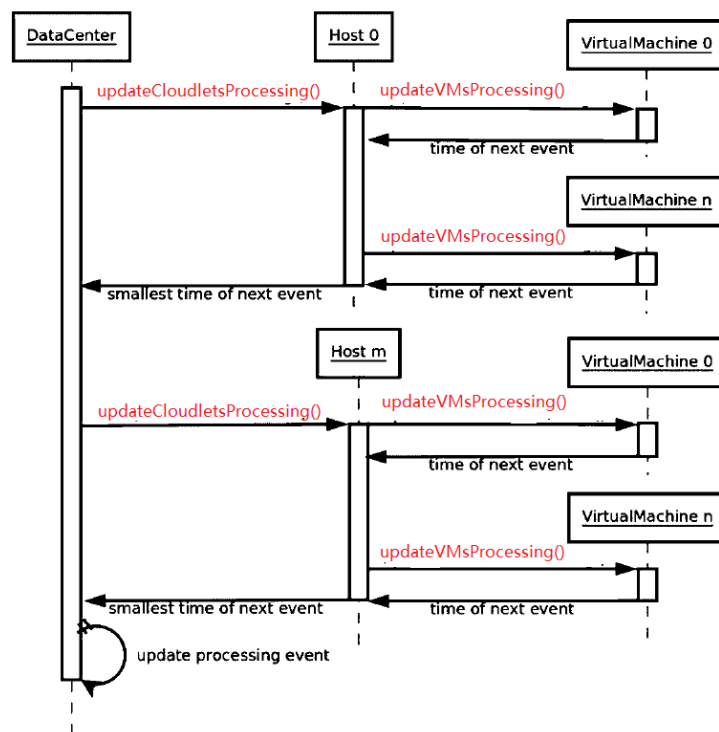 DataCenter
Host 0
VirtualMachine 0
updateCloudletsProcessing()
updateVMsProcessing()
time of next event
VirtualMachine n
updateVMsProcessing()
smallest time of next event
time of next event
Host m
VirtualMachine 0
updateCloudletsProcessing()
updateVMsProcessing()
time of next event
VirtualMachine n
updateVMsProcessing()
smallest time of next event
time of next event
update processing event